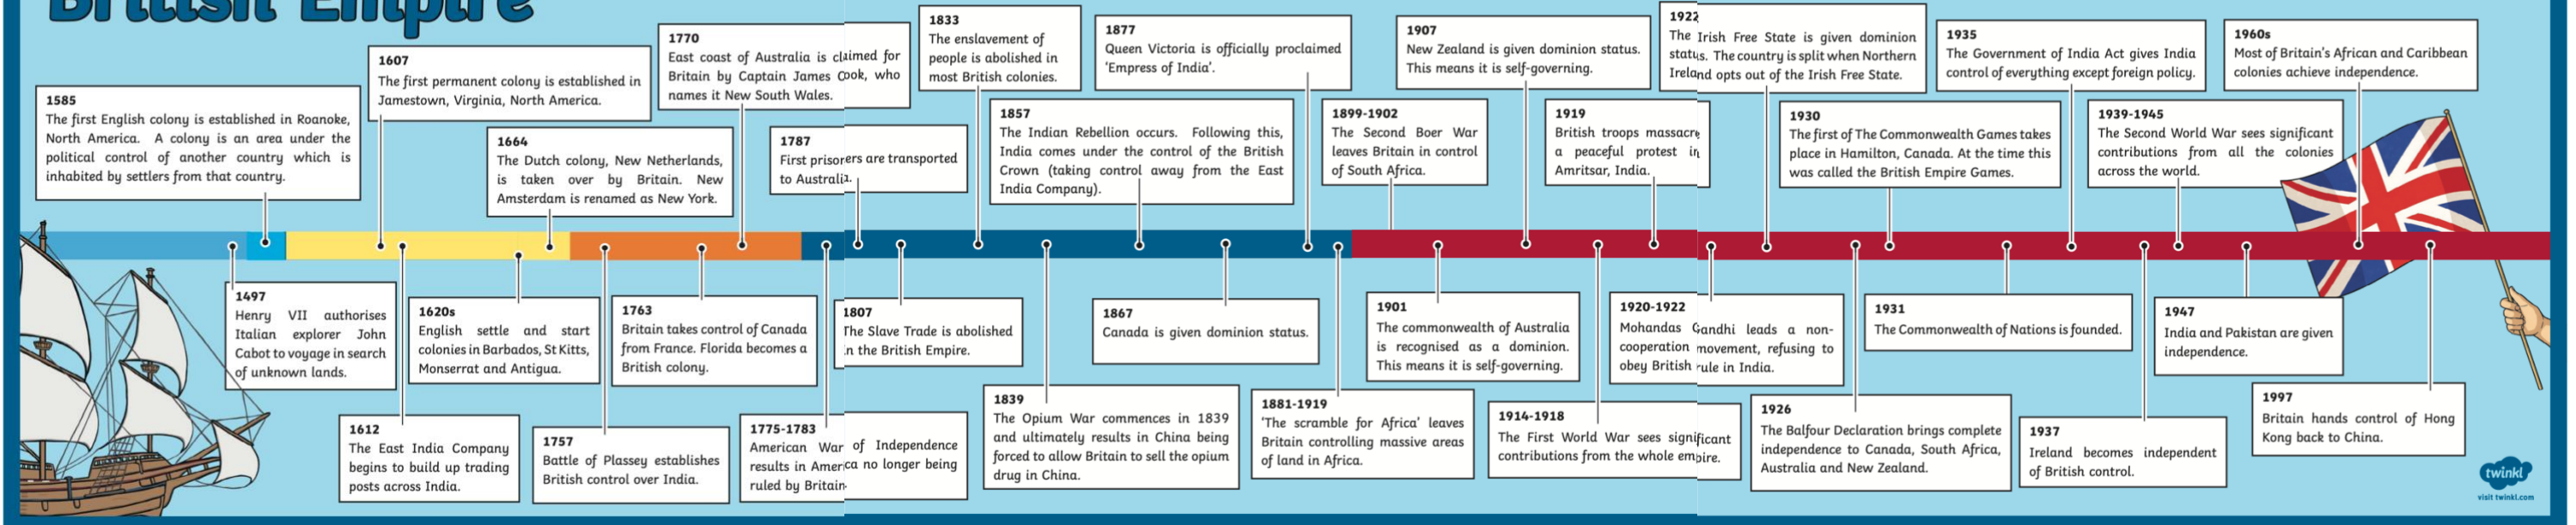 British Empire
1585
The first English colony is established in Roanoke,
North America. A colony is an area under the
political control of another country which is
inhabited by settlers from that country.
1607
The first permanent colony is established in
Jamestown, Virginia, North America.
1664
The Dutch colony, New Netherlands,
is taken over by Britain. New
Amsterdam is renamed as New York.
1770
East coast of Australia is claimed for
Britain by Captain James Cook, who
names it New South Wales.
1787
First prisoners are transported
to Australia.
1833
The enslavement of
people is abolished in
most British colonies.
1857
The Indian Rebellion occurs. Following this,
India comes under the control of the British
Crown (taking control away from the East
India Company).
1877
Queen Victoria is officially proclaimed
'Empress of India'.
1899-1902
The Second Boer War
leaves Britain in control
of South Africa.
1907
New Zealand is given dominion status.
This means it is self-governing.
1919
British troops massacre
a peaceful protest in
Amritsar, India.
1922
The Irish Free State is given dominion
status. The country is split when Northern
Ireland opts out of the Irish Free State.
1930
The first of The Commonwealth Games takes
place in Hamilton, Canada. At the time this
was called the British Empire Games.
1935
The Government of India Act gives India
control of everything except foreign policy.
1939-1945
The Second World War sees significant
contributions from all the colonies
across the world.
1960s
Most of Britain's African and Caribbean
colonies achieve independence.
1497
Henry VII authorises
Italian explorer John
Cabot to voyage in search
of unknown lands.
1612
The East India Company
begins to build up trading
posts across India.
1620s
English settle and start
colonies in Barbados, St Kitts,
Monserrat and Antigua.
1757
Battle of Plassey establishes
British control over India.
1763
Britain takes control of Canada
from France. Florida becomes a
British colony.
1775-1783
American War of Independence
results in America no longer being
ruled by Britain.
1807
The Slave Trade is abolished
in the British Empire.
1839
The Opium War commences in 1839
and ultimately results in China being
forced to allow Britain to sell the opium
drug in China.
1867
Canada is given dominion status.
1881-1919
'The scramble for Africa' leaves
Britain controlling massive areas
of land in Africa.
1901
The commonwealth of Australia
is recognised as a dominion.
This means it is self-governing.
1914-1918
The First World War sees significant
contributions from the whole empire.
1920-1922
Mohandas Gandhi leads a non-
cooperation movement, refusing to
obey British rule in India.
1926
The Balfour Declaration brings complete
independence to Canada, South Africa,
Australia and New Zealand.
1931
The Commonwealth of Nations is founded.
1937
Ireland becomes independent
of British control.
1947
India and Pakistan are given
independence.
1997
Britain hands control of Hong
Kong back to China.
twinkl
visit twinkl.com